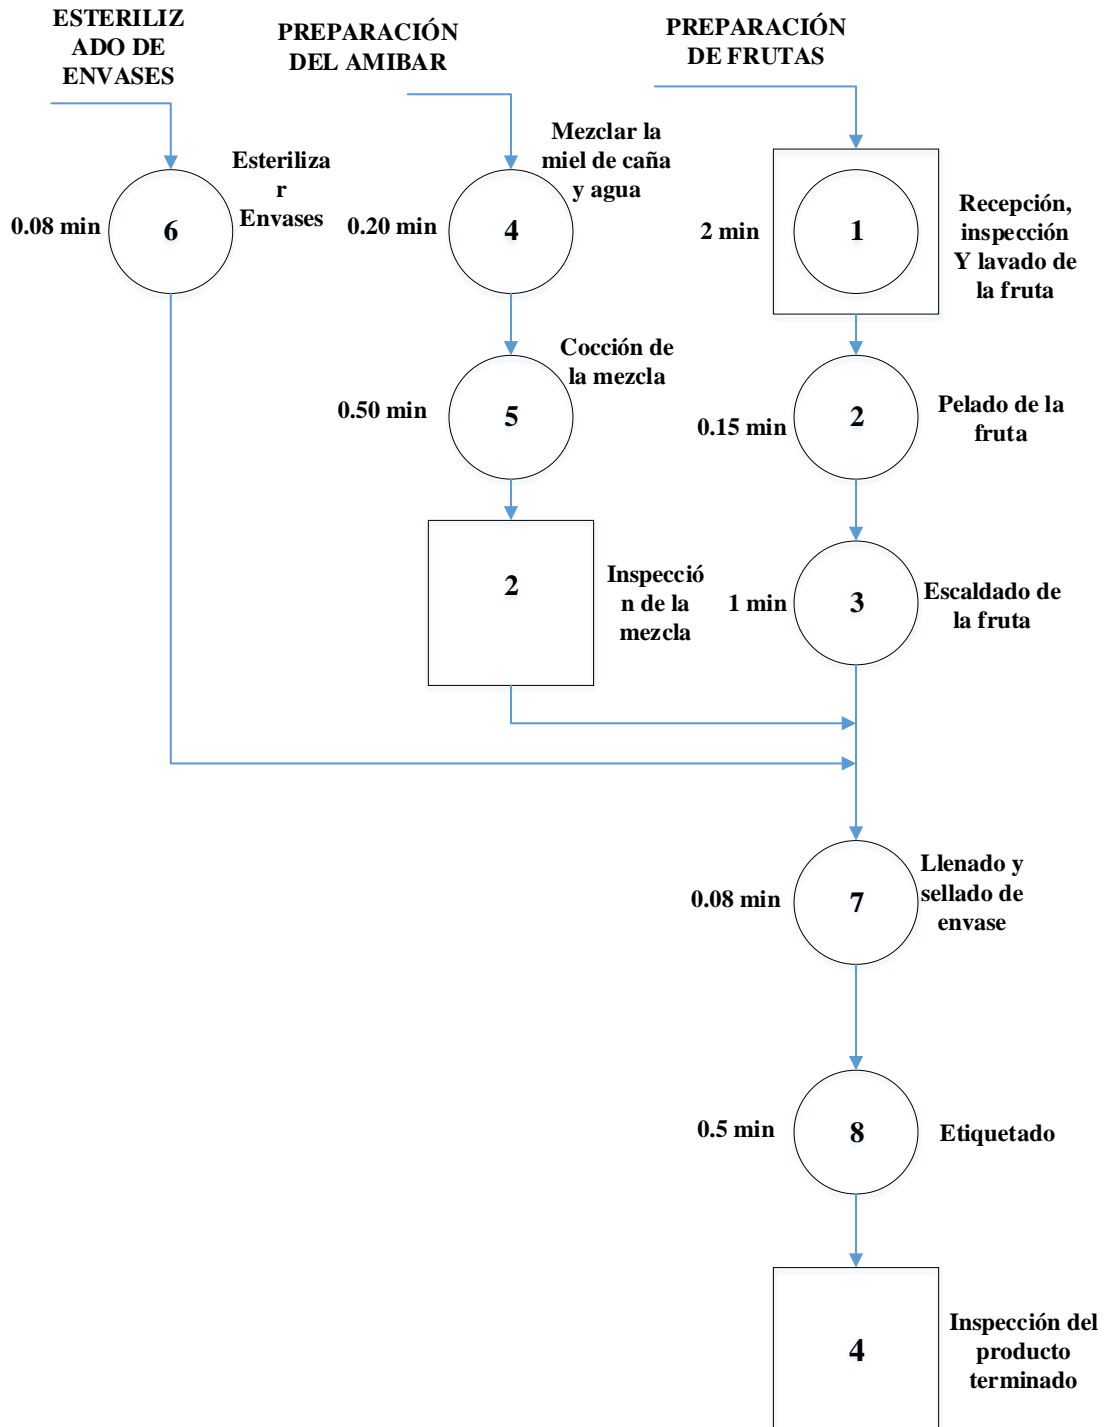 ESTERILIZ
ADO DE
ENVASES
PREPARACIÓN
DEL AMIBAR
PREPARACIÓN
DE FRUTAS
Esteriliza
r
Envases
0.08 min
6
Mezclar la
miel de caña
y agua
0.20 min
4
2 min
1
Recepción,
inspección
Y lavado de
la fruta
Cocción de
la mezcla
0.50 min
5
0.15 min
2
Pelado de la
fruta
2
Inspecció
n de la
mezcla
1 min
3
Escaldado de
la fruta
0.08 min
7
Llenado y
sellado de
envase
0.5 min
8
Etiquetado
4
Inspección del
producto
terminado